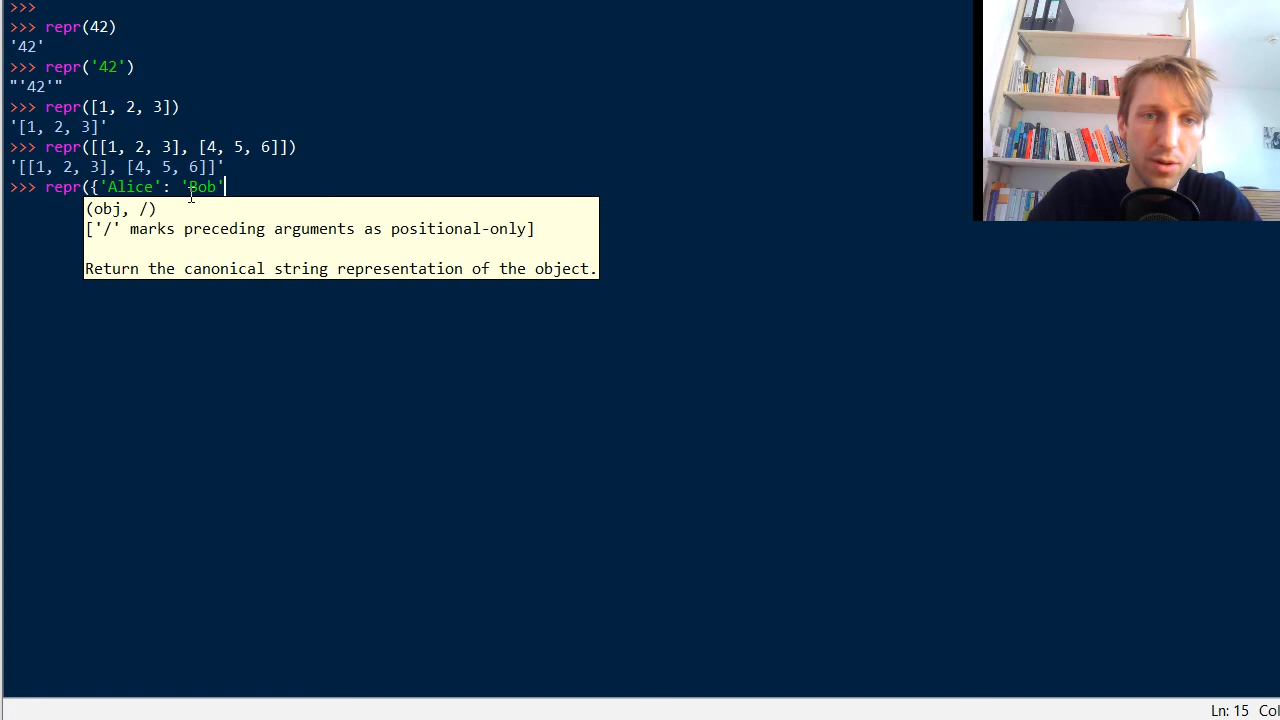 >>>
>>> repr(42)
'42'
>>> repr('42')
"'42'"
>>> repr([1, 2, 3])
'[1, 2, 3]'
>>> repr([[1, 2, 3], [4, 5, 6]])
'[[1, 2, 3], [4, 5, 6]]'
>>> repr({'Alice': 'Bob'
(obj, /)
['/' marks preceding arguments as positional-only]
Return the canonical string representation of the object.
Ln: 15 Col